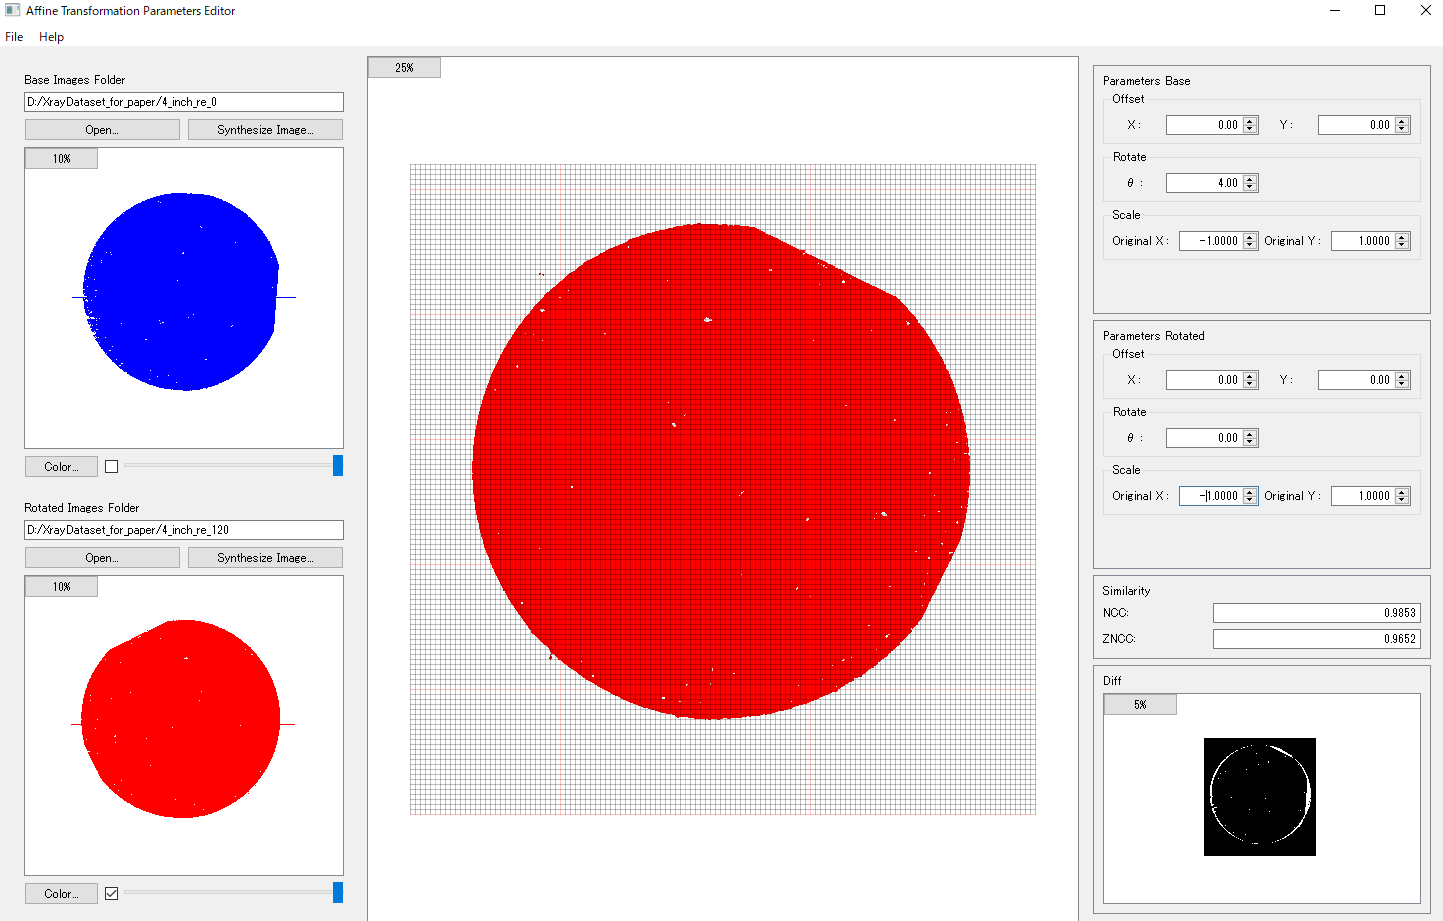 Affine Transformation Parameters Editor
File Help
Base Images Folder
D:/XrayDataset_for_paper/4_inch_re_0
Open...
Synthesize Image...
10%
Color...
Rotated Images Folder
D:/XrayDataset_for_paper/4_inch_re_120
Open...
Synthesize Image...
10%
Color...
25%
Parameters Base
Offset
X : 0.00 Y : 0.00
Rotate
θ : 4.00
Scale
Original X : -1.0000 Original Y : 1.0000
Parameters Rotated
Offset
X : 0.00 Y : 0.00
Rotate
θ : 0.00
Scale
Original X : -1.0000 Original Y : 1.0000
Similarity
NCC: 0.9853
ZNCC: 0.9652
Diff
5%